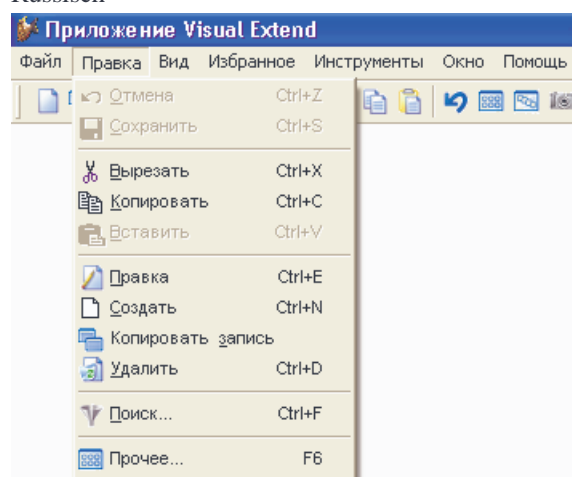 Russisch
Приложение Visual Extend
Файл Правка Вид Избранное Инструменты Окно Помощь
Отмена Ctrl+Z
Сохранить Ctrl+S
Вырезать Ctrl+X
Копировать Ctrl+C
Вставить Ctrl+V
Правка Ctrl+E
Создать Ctrl+N
Копировать запись
Удалить Ctrl+D
Поиск... Ctrl+F
Прочее... F6